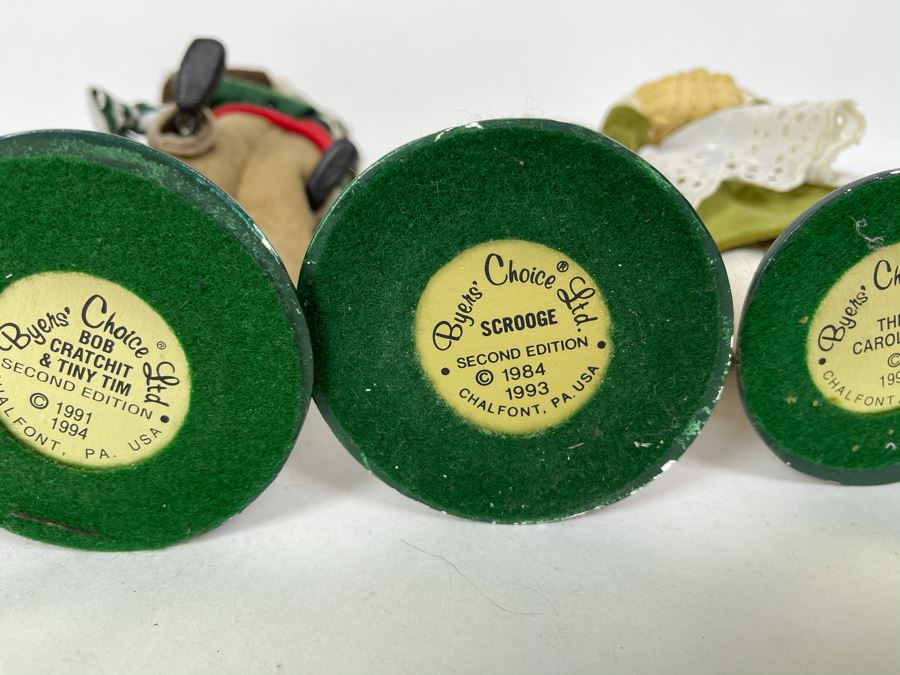 Byers' Choice ® Ltd
BOB
CRATCHIT
& TINY TIM
SECOND EDITION
© 1991
1994
CHALFONT, PA. USA
Byers' Choice ® Ltd.
SCROOGE
SECOND EDITION
© 1984
1993
CHALFONT, PA. USA
Byers'
©
CHALFONT